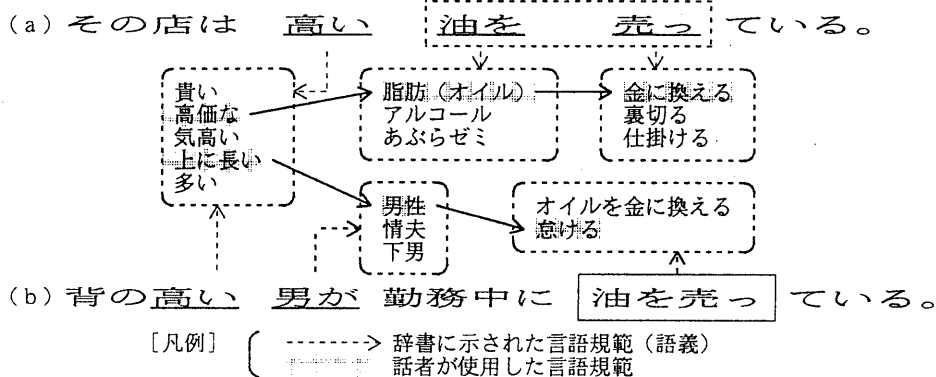 (a) その店は 高い 油を 売っ ている。
貴い
高価な
気高い
上に長い
多い
脂肪(オイル)
アルコール
あぶらゼミ
金に換える
裏切る
仕掛ける
男性
情夫
下男
オイルを金に換える
怠ける
(b) 背の高い 男が 勤務中に 油を売っ ている。
[凡例] 辞書に示された言語規範(語義)
話者が使用した言語規範